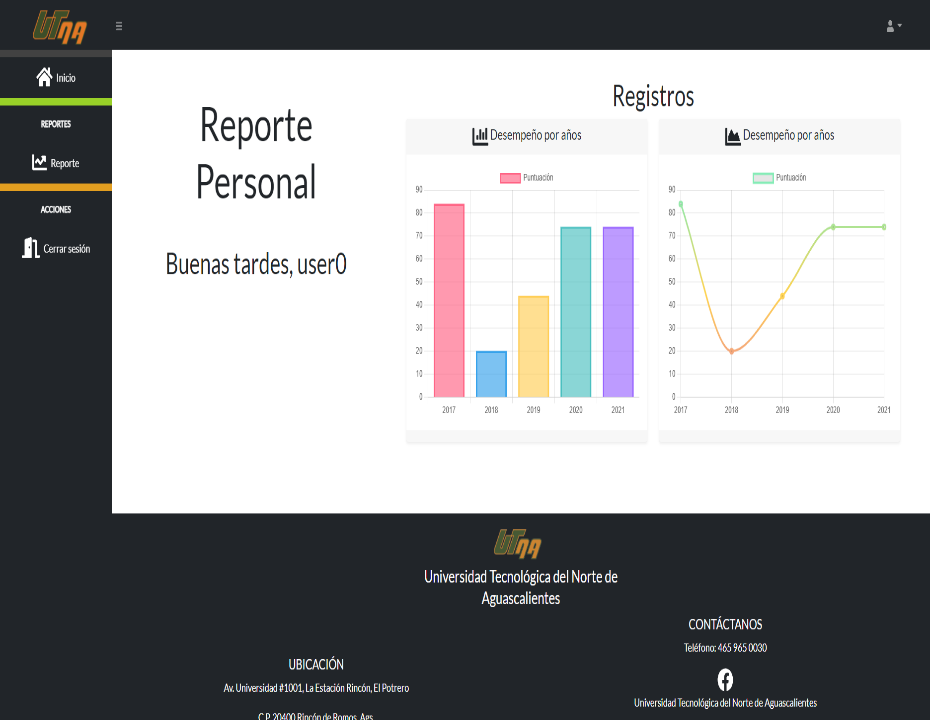 UTNA
Inicio
REPORTES
Reporte
ACCIONES
Cerrar sesión
Reporte
Personal
Buenas tardes, user0
Registros
Desempeño por años
Puntuación
90
80
70
60
50
40
30
20
10
0
2017 2018 2019 2020 2021
Desempeño por años
Puntuación
90
80
70
60
50
40
30
20
10
0
2017 2018 2019 2020 2021
UTNA
Universidad Tecnológica del Norte de
Aguascalientes
UBICACIÓN
Av. Universidad #1001, La Estación Rincón, El Potrero
C.P. 20400 Rincón de Romos, Ags.
CONTÁCTANOS
Teléfono: 465 965 0030
Universidad Tecnológica del Norte de Aguascalientes